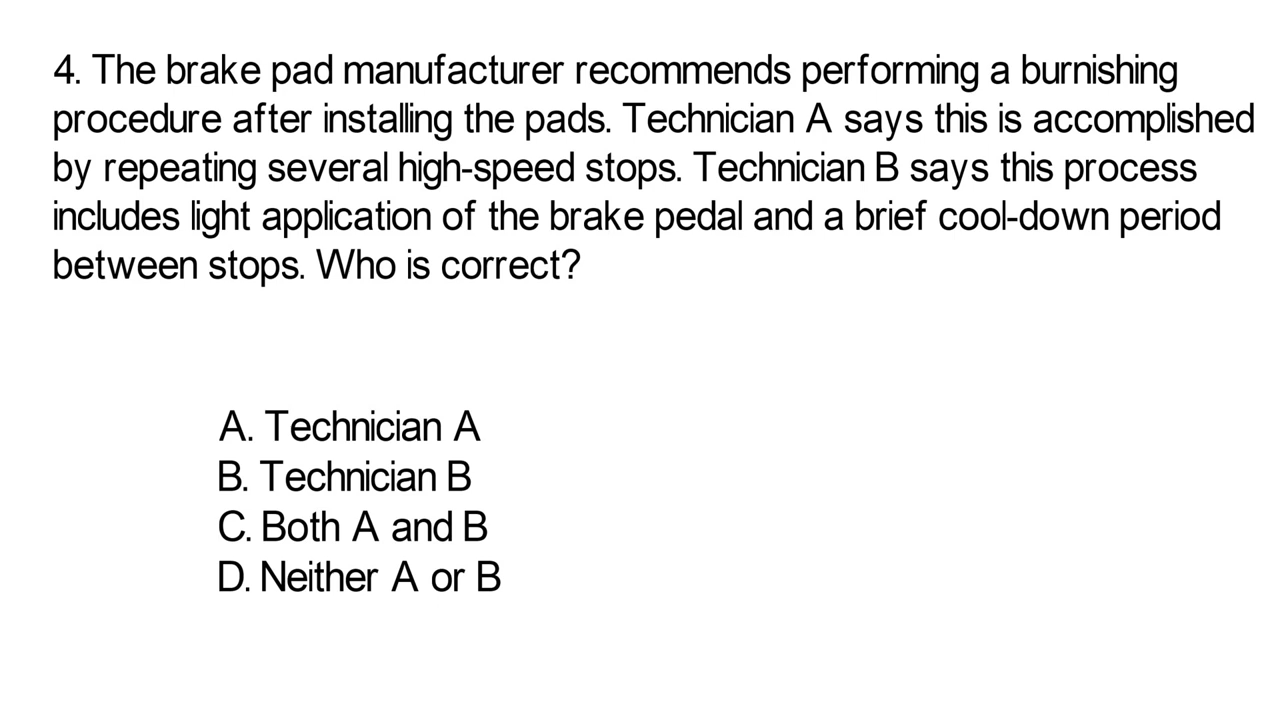 4. The brake pad manufacturer recommends performing a burnishing
procedure after installing the pads. Technician A says this is accomplished
by repeating several high-speed stops. Technician B says this process
includes light application of the brake pedal and a brief cool-down period
between stops. Who is correct?
A. Technician A
B. Technician B
C. Both A and B
D. Neither A or B